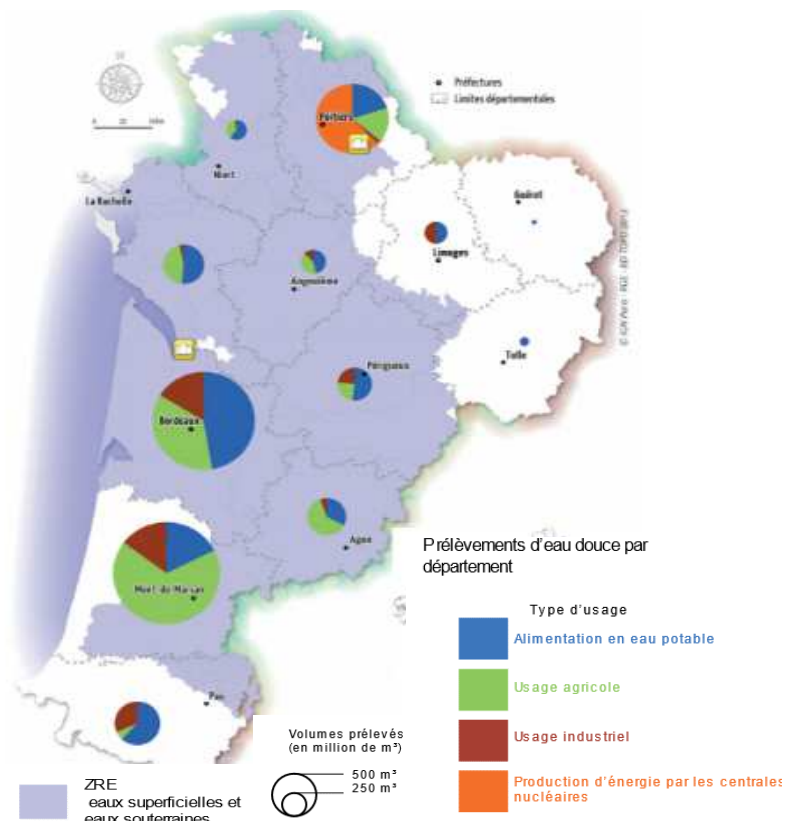 Préfectures
Limites départementales
Poitiers
Niort
La Rochelle
Guéret
Limoges
Angoulême
Tulle
Périgueux
Bordeaux
Agen
Mont-de-Marsan
Pau
Prélèvements d'eau douce par
département
Type d'usage
Alimentation en eau potable
Usage agricole
Usage industriel
Production d'énergie par les centrales
nucléaires
Volumes prélevés
(en million de m³)
500 m³
250 m³
ZRE
eaux superficielles et
eaux souterraines